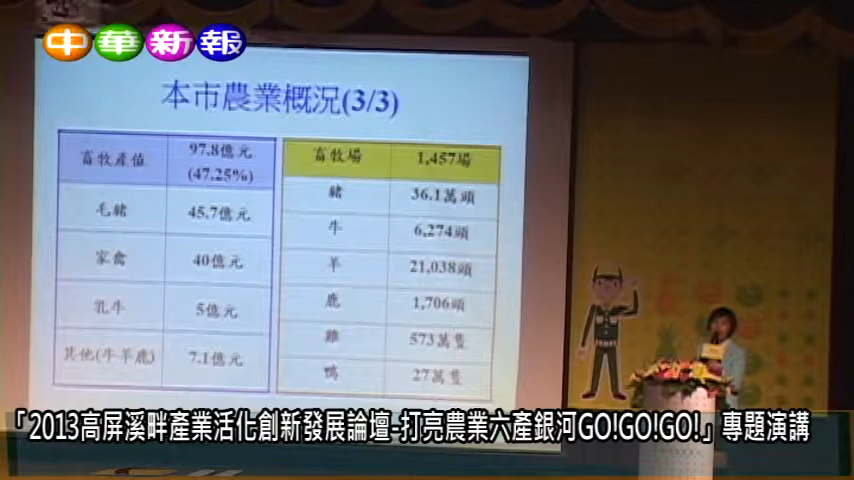 中華新報
本市農業概況(3/3)
畜牧產值 97.8億元
(47.25%)
毛豬 45.7億元
家禽 40億元
乳牛 5億元
其他(牛羊鹿) 7.1億元
畜牧場 1,457場
豬 36.1萬頭
牛 6,274頭
羊 21,038頭
鹿 1,706頭
雞 573萬隻
鴨 27萬隻
「2013高屏溪畔產業活化創新發展論壇-打亮農業六產銀河GO!GO!GO!」專題演講